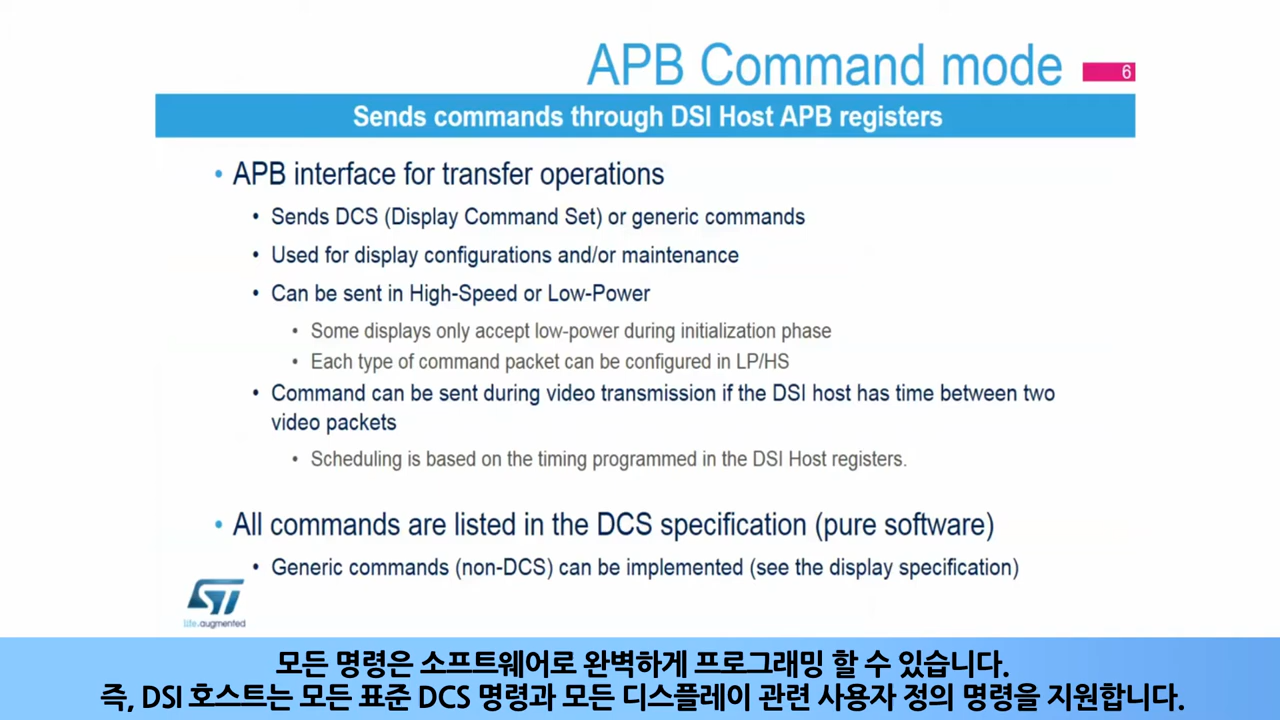 APB Command mode
6
Sends commands through DSI Host APB registers
• APB interface for transfer operations
• Sends DCS (Display Command Set) or generic commands
• Used for display configurations and/or maintenance
• Can be sent in High-Speed or Low-Power
• Some displays only accept low-power during initialization phase
• Each type of command packet can be configured in LP/HS
• Command can be sent during video transmission if the DSI host has time between two
video packets
• Scheduling is based on the timing programmed in the DSI Host registers.
• All commands are listed in the DCS specification (pure software)
• Generic commands (non-DCS) can be implemented (see the display specification)
ST
life.augmented
모든 명령은 소프트웨어로 완벽하게 프로그래밍 할 수 있습니다.
즉, DSI 호스트는 모든 표준 DCS 명령과 모든 디스플레이 관련 사용자 정의 명령을 지원합니다.